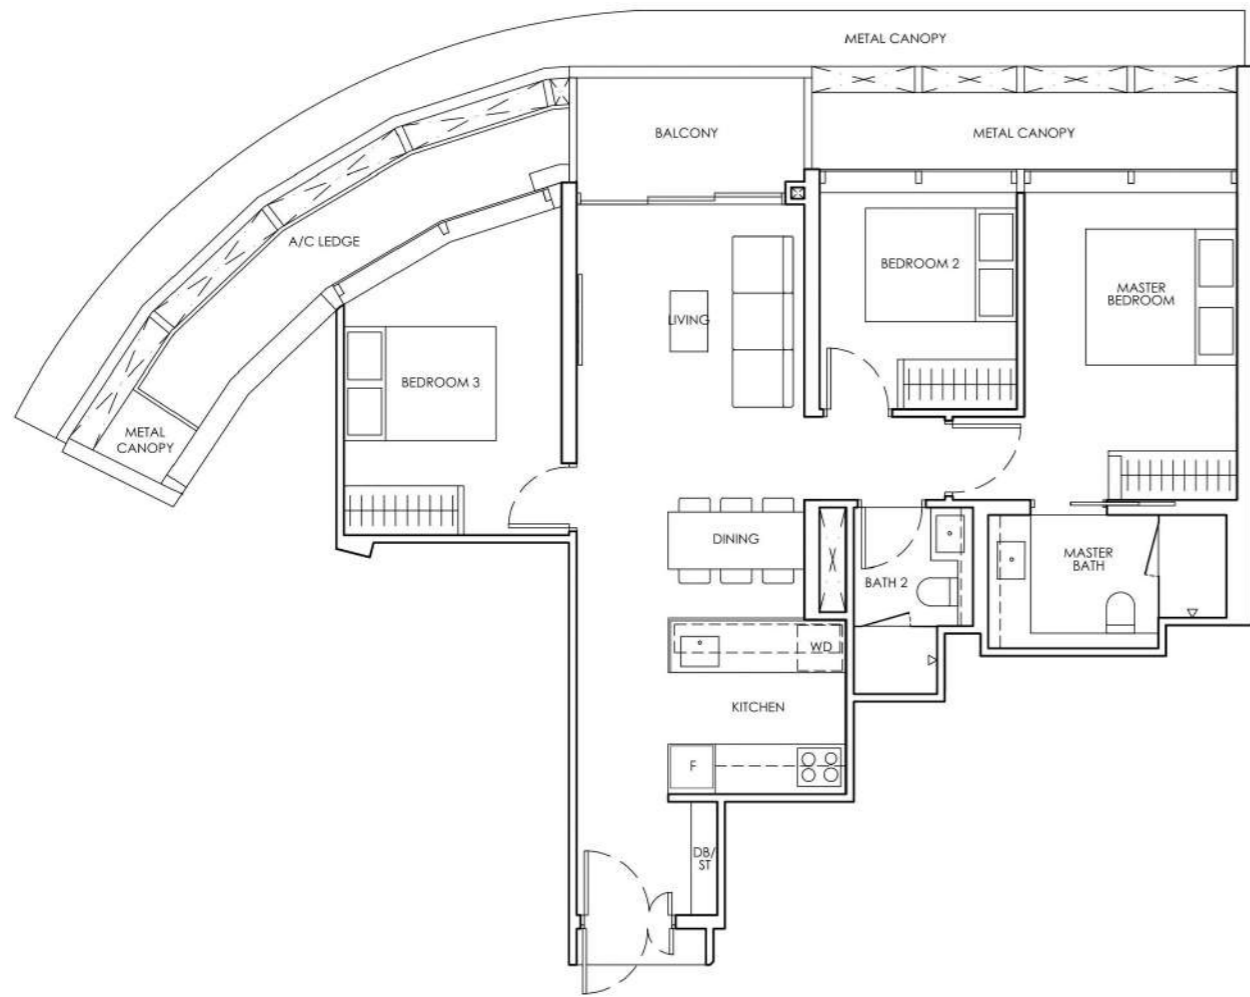 METAL CANOPY
BALCONY
METAL CANOPY
A/C LEDGE
BEDROOM 2
MASTER
BEDROOM
LIVING
BEDROOM 3
METAL
CANOPY
DINING
BATH 2
MASTER
BATH
WD
KITCHEN
F
DB/
ST